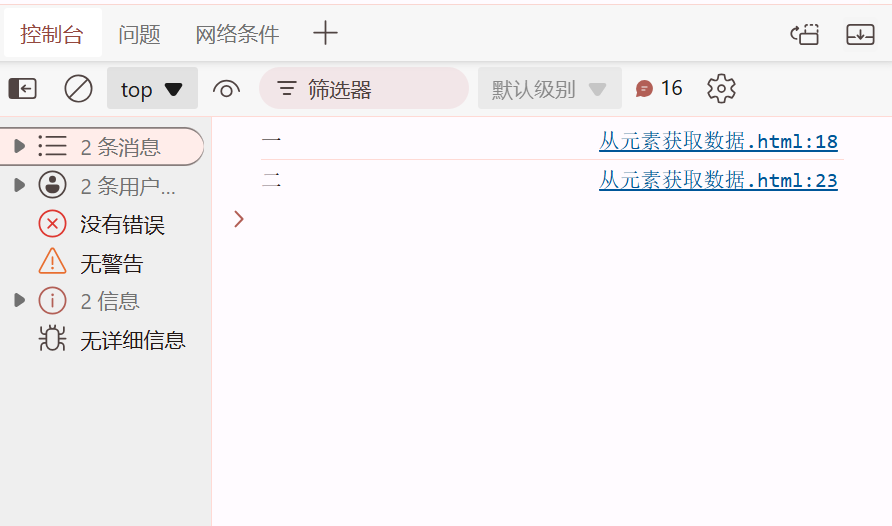 控制台 问题 网络条件
top 筛选器 默认级别 16
2 条消息
2 条用户...
没有错误
无警告
2 信息
无详细信息
一 从元素获取数据.html:18
二 从元素获取数据.html:23